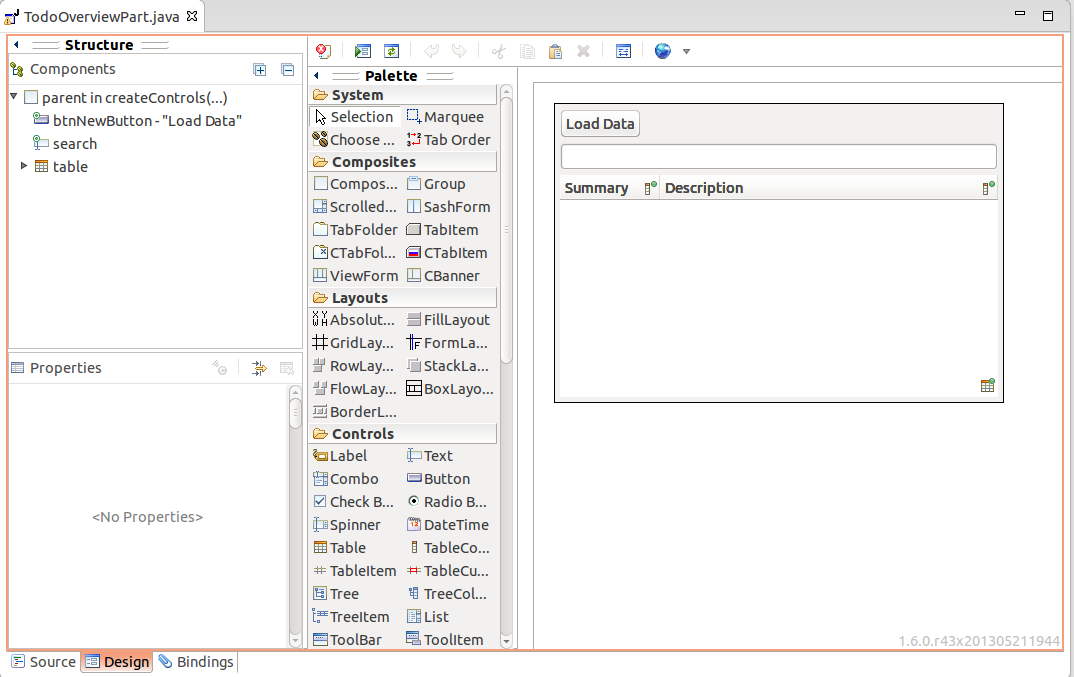 TodoOverviewPart.java
Structure
Components
parent in createControls(...)
btnNewButton - "Load Data"
search
table
Properties
<No Properties>
Palette
System
Selection Marquee
Choose ... Tab Order
Composites
Compos... Group
Scrolled... SashForm
TabFolder TabItem
CTabFol... CTabItem
ViewForm CBanner
Layouts
Absolut... FillLayout
GridLay... FormLa...
RowLay... StackLa...
FlowLay... BoxLayo...
BorderL...
Controls
Label Text
Combo Button
Check B... Radio B...
Spinner DateTime
Table TableCo...
TableItem TableCu...
Tree TreeCol...
TreeItem List
ToolBar ToolItem
Load Data
Summary Description
1.6.0.r43x201305211944
Source Design Bindings